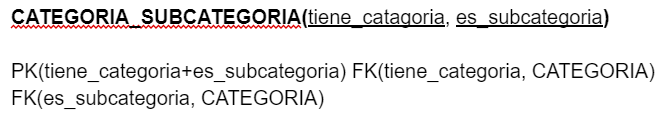 CATEGORIA_SUBCATEGORIA(tiene_catagoria, es_subcategoria)
PK(tiene_categoria+es_subcategoria) FK(tiene_categoria, CATEGORIA)
FK(es_subcategoria, CATEGORIA)